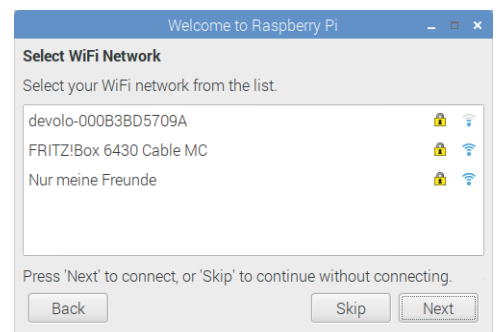 Welcome to Raspberry Pi
Select WiFi Network
Select your WiFi network from the list.
devolo-000B3BD5709A
FRITZ!Box 6430 Cable MC
Nur meine Freunde
Press 'Next' to connect, or 'Skip' to continue without connecting.
Back Skip Next